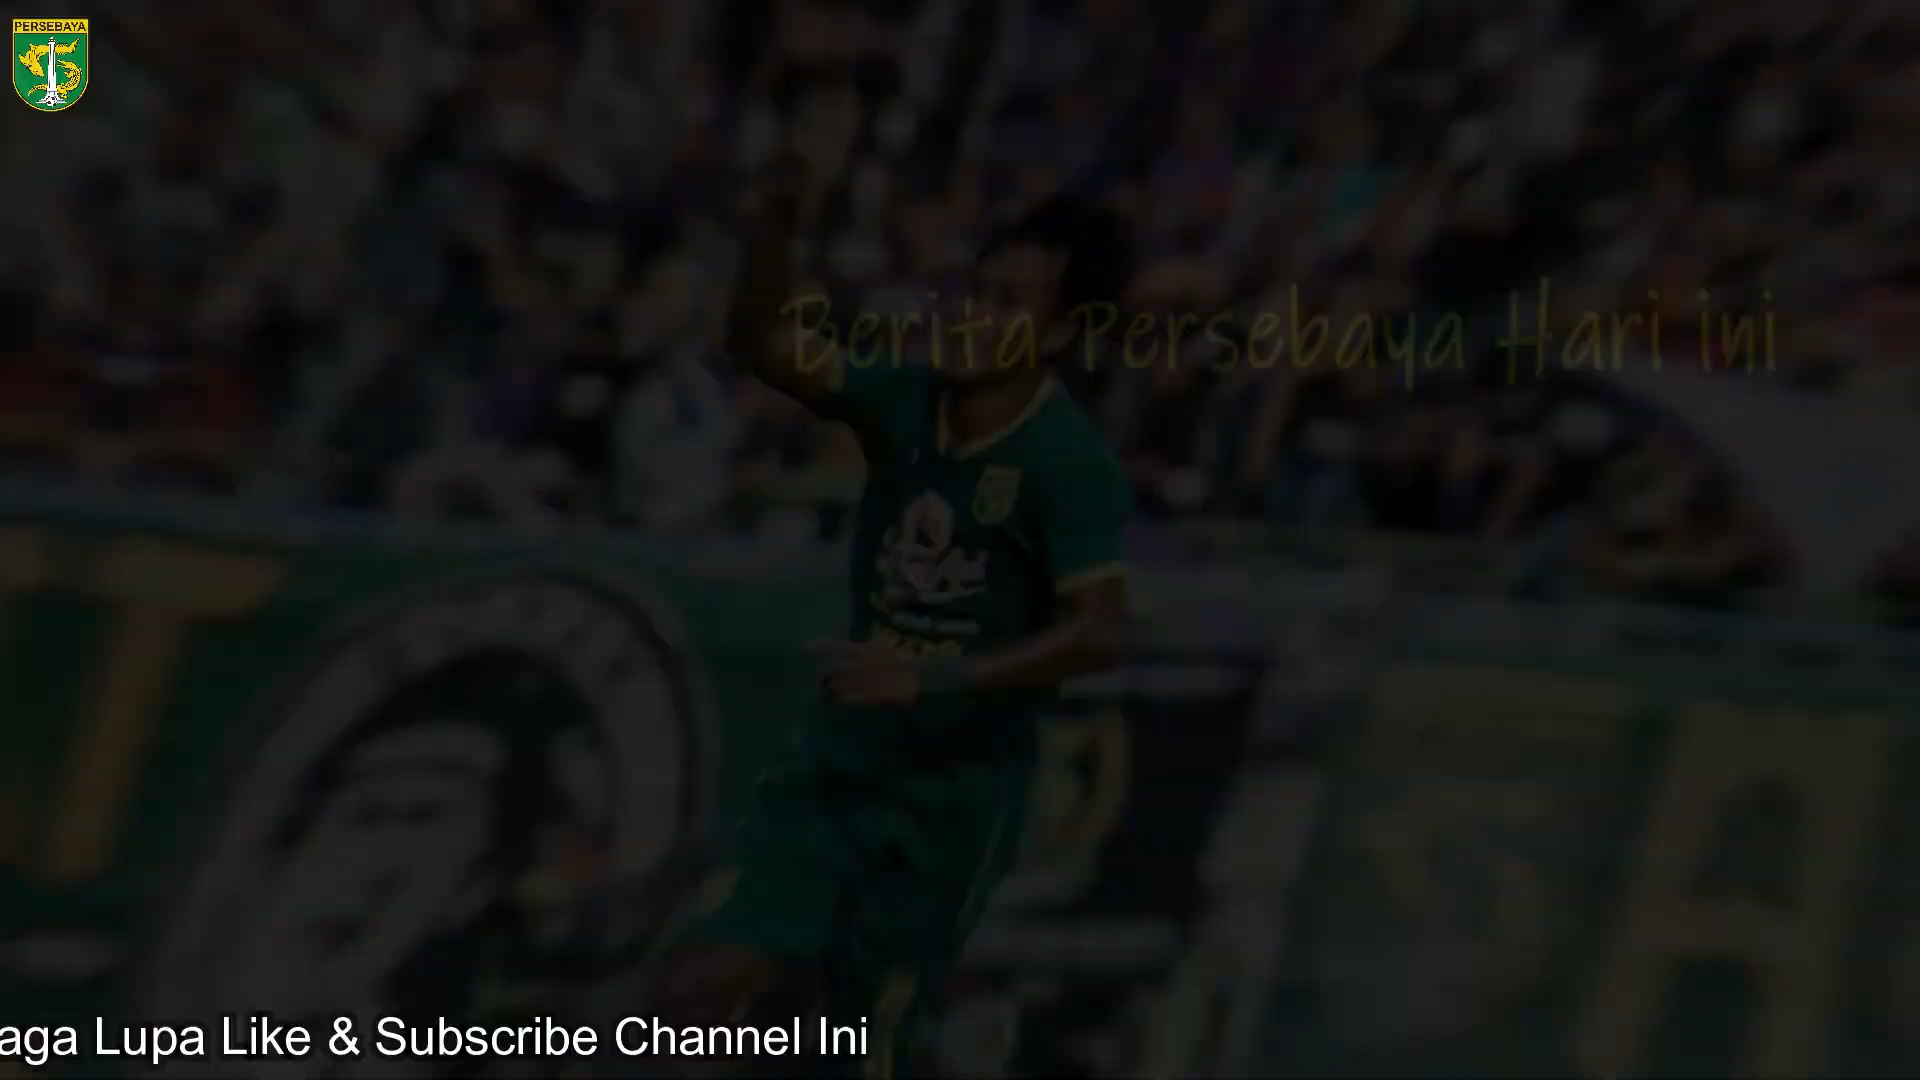 PERSEBAYA
Berita Persebaya Hari ini
aga Lupa Like & Subscribe Channel Ini